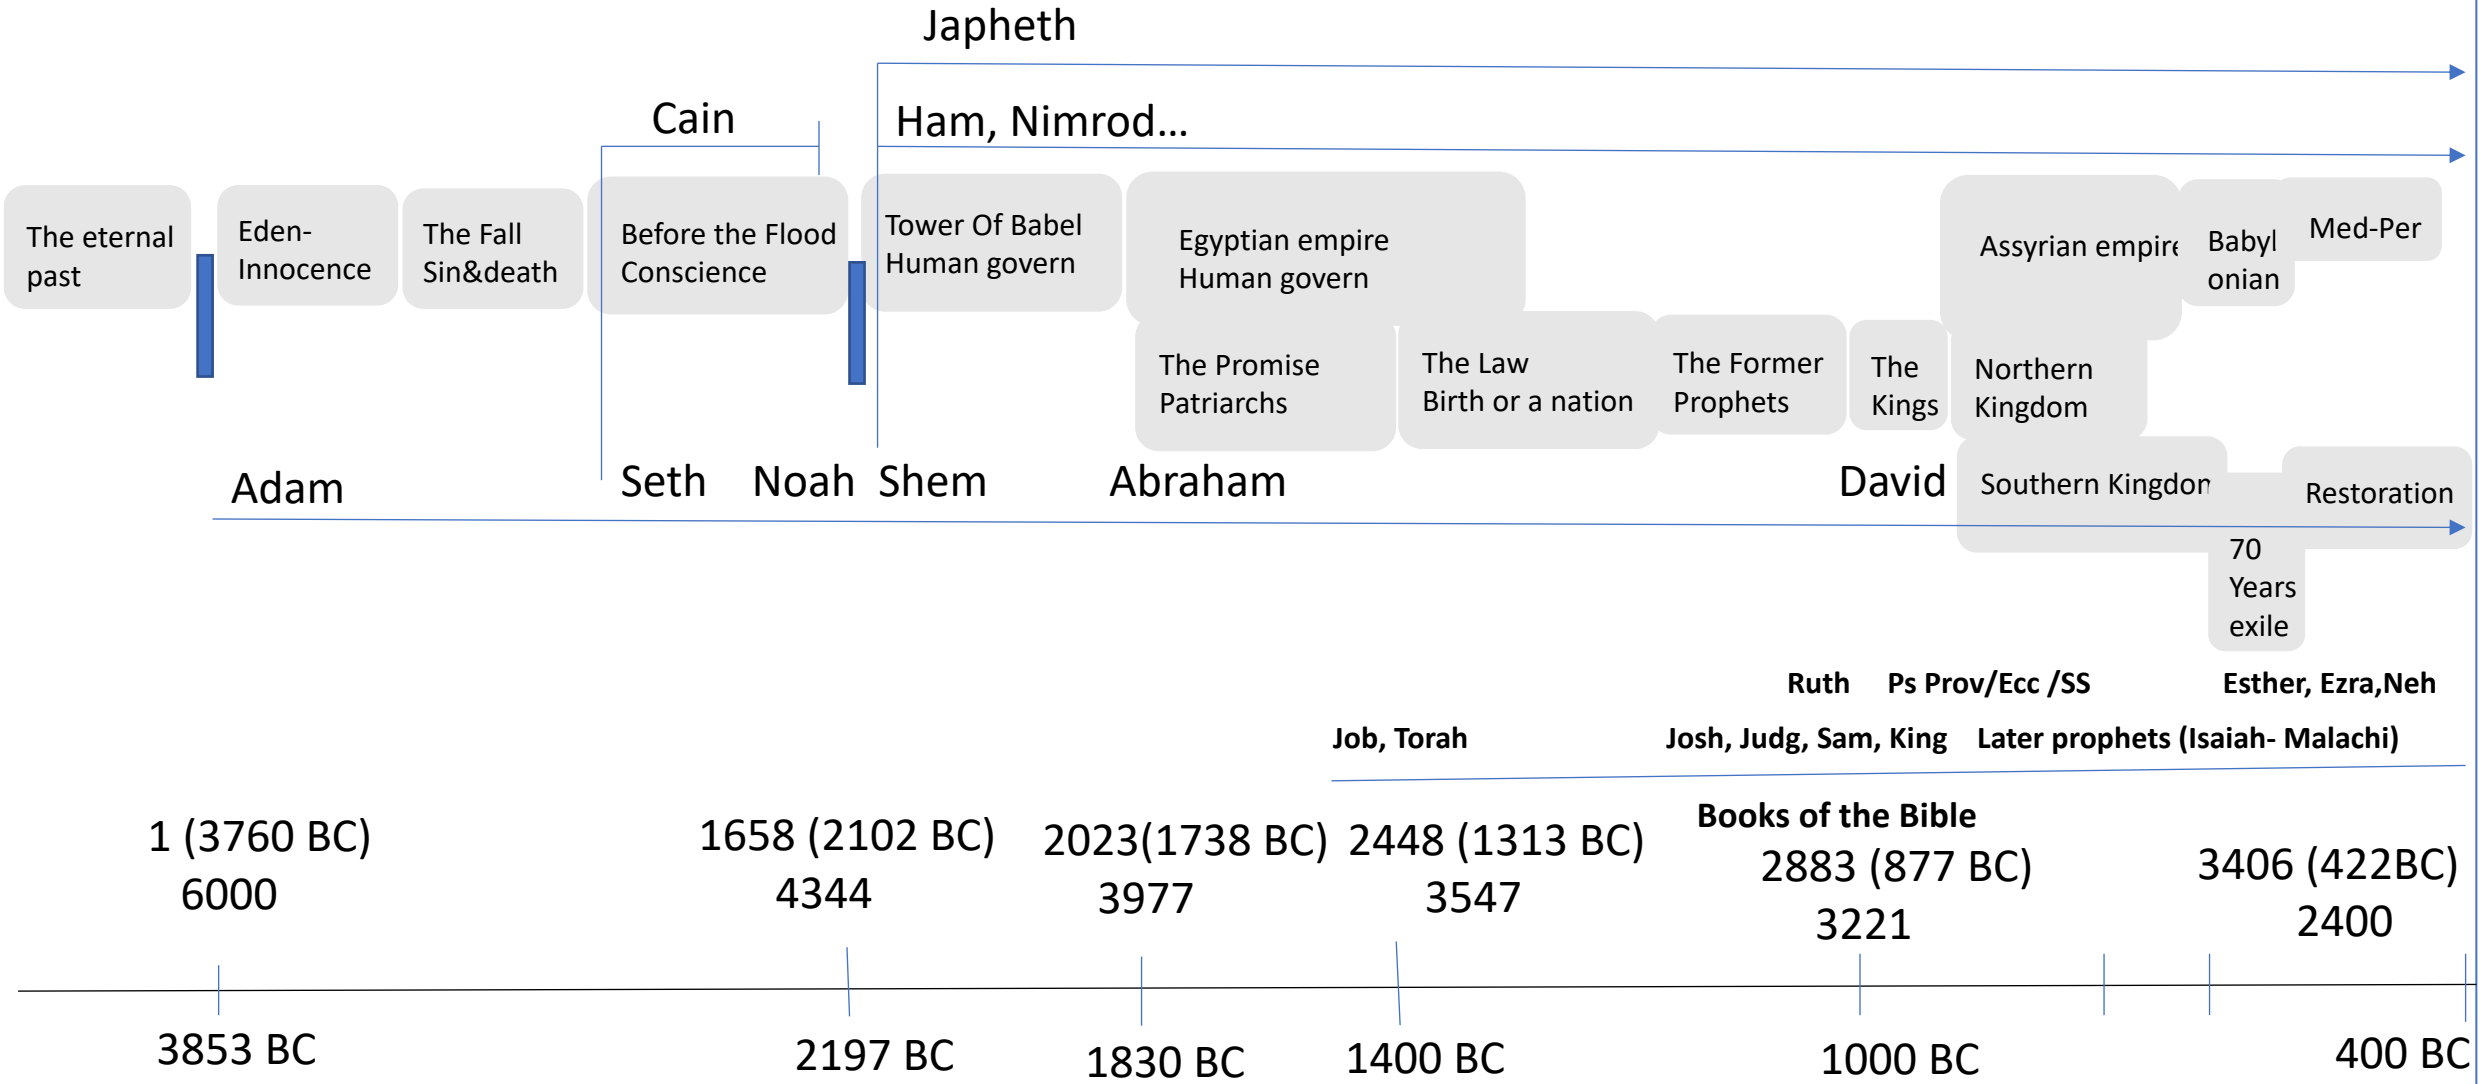 Japheth
Cain
Ham, Nimrod...
The eternal
past
Eden-
Innocence
The Fall
Sin&death
Before the Flood
Conscience
Tower Of Babel
Human govern
Egyptian empire
Human govern
Assyrian empire
Babyl
onian
Med-Per
The Promise
Patriarchs
The Law
Birth or a nation
The Former
Prophets
The
Kings
Northern
Kingdom
Adam
Seth
Noah
Shem
Abraham
David
Southern Kingdom
Restoration
70
Years
exile
Ruth
Ps Prov/Ecc /SS
Esther, Ezra,Neh
Job, Torah
Josh, Judg, Sam, King
Later prophets (Isaiah- Malachi)
Books of the Bible
1 (3760 BC)
6000
1658 (2102 BC)
4344
2023(1738 BC)
3977
2448 (1313 BC)
3547
2883 (877 BC)
3221
3406 (422BC)
2400
3853 BC
2197 BC
1830 BC
1400 BC
1000 BC
400 BC